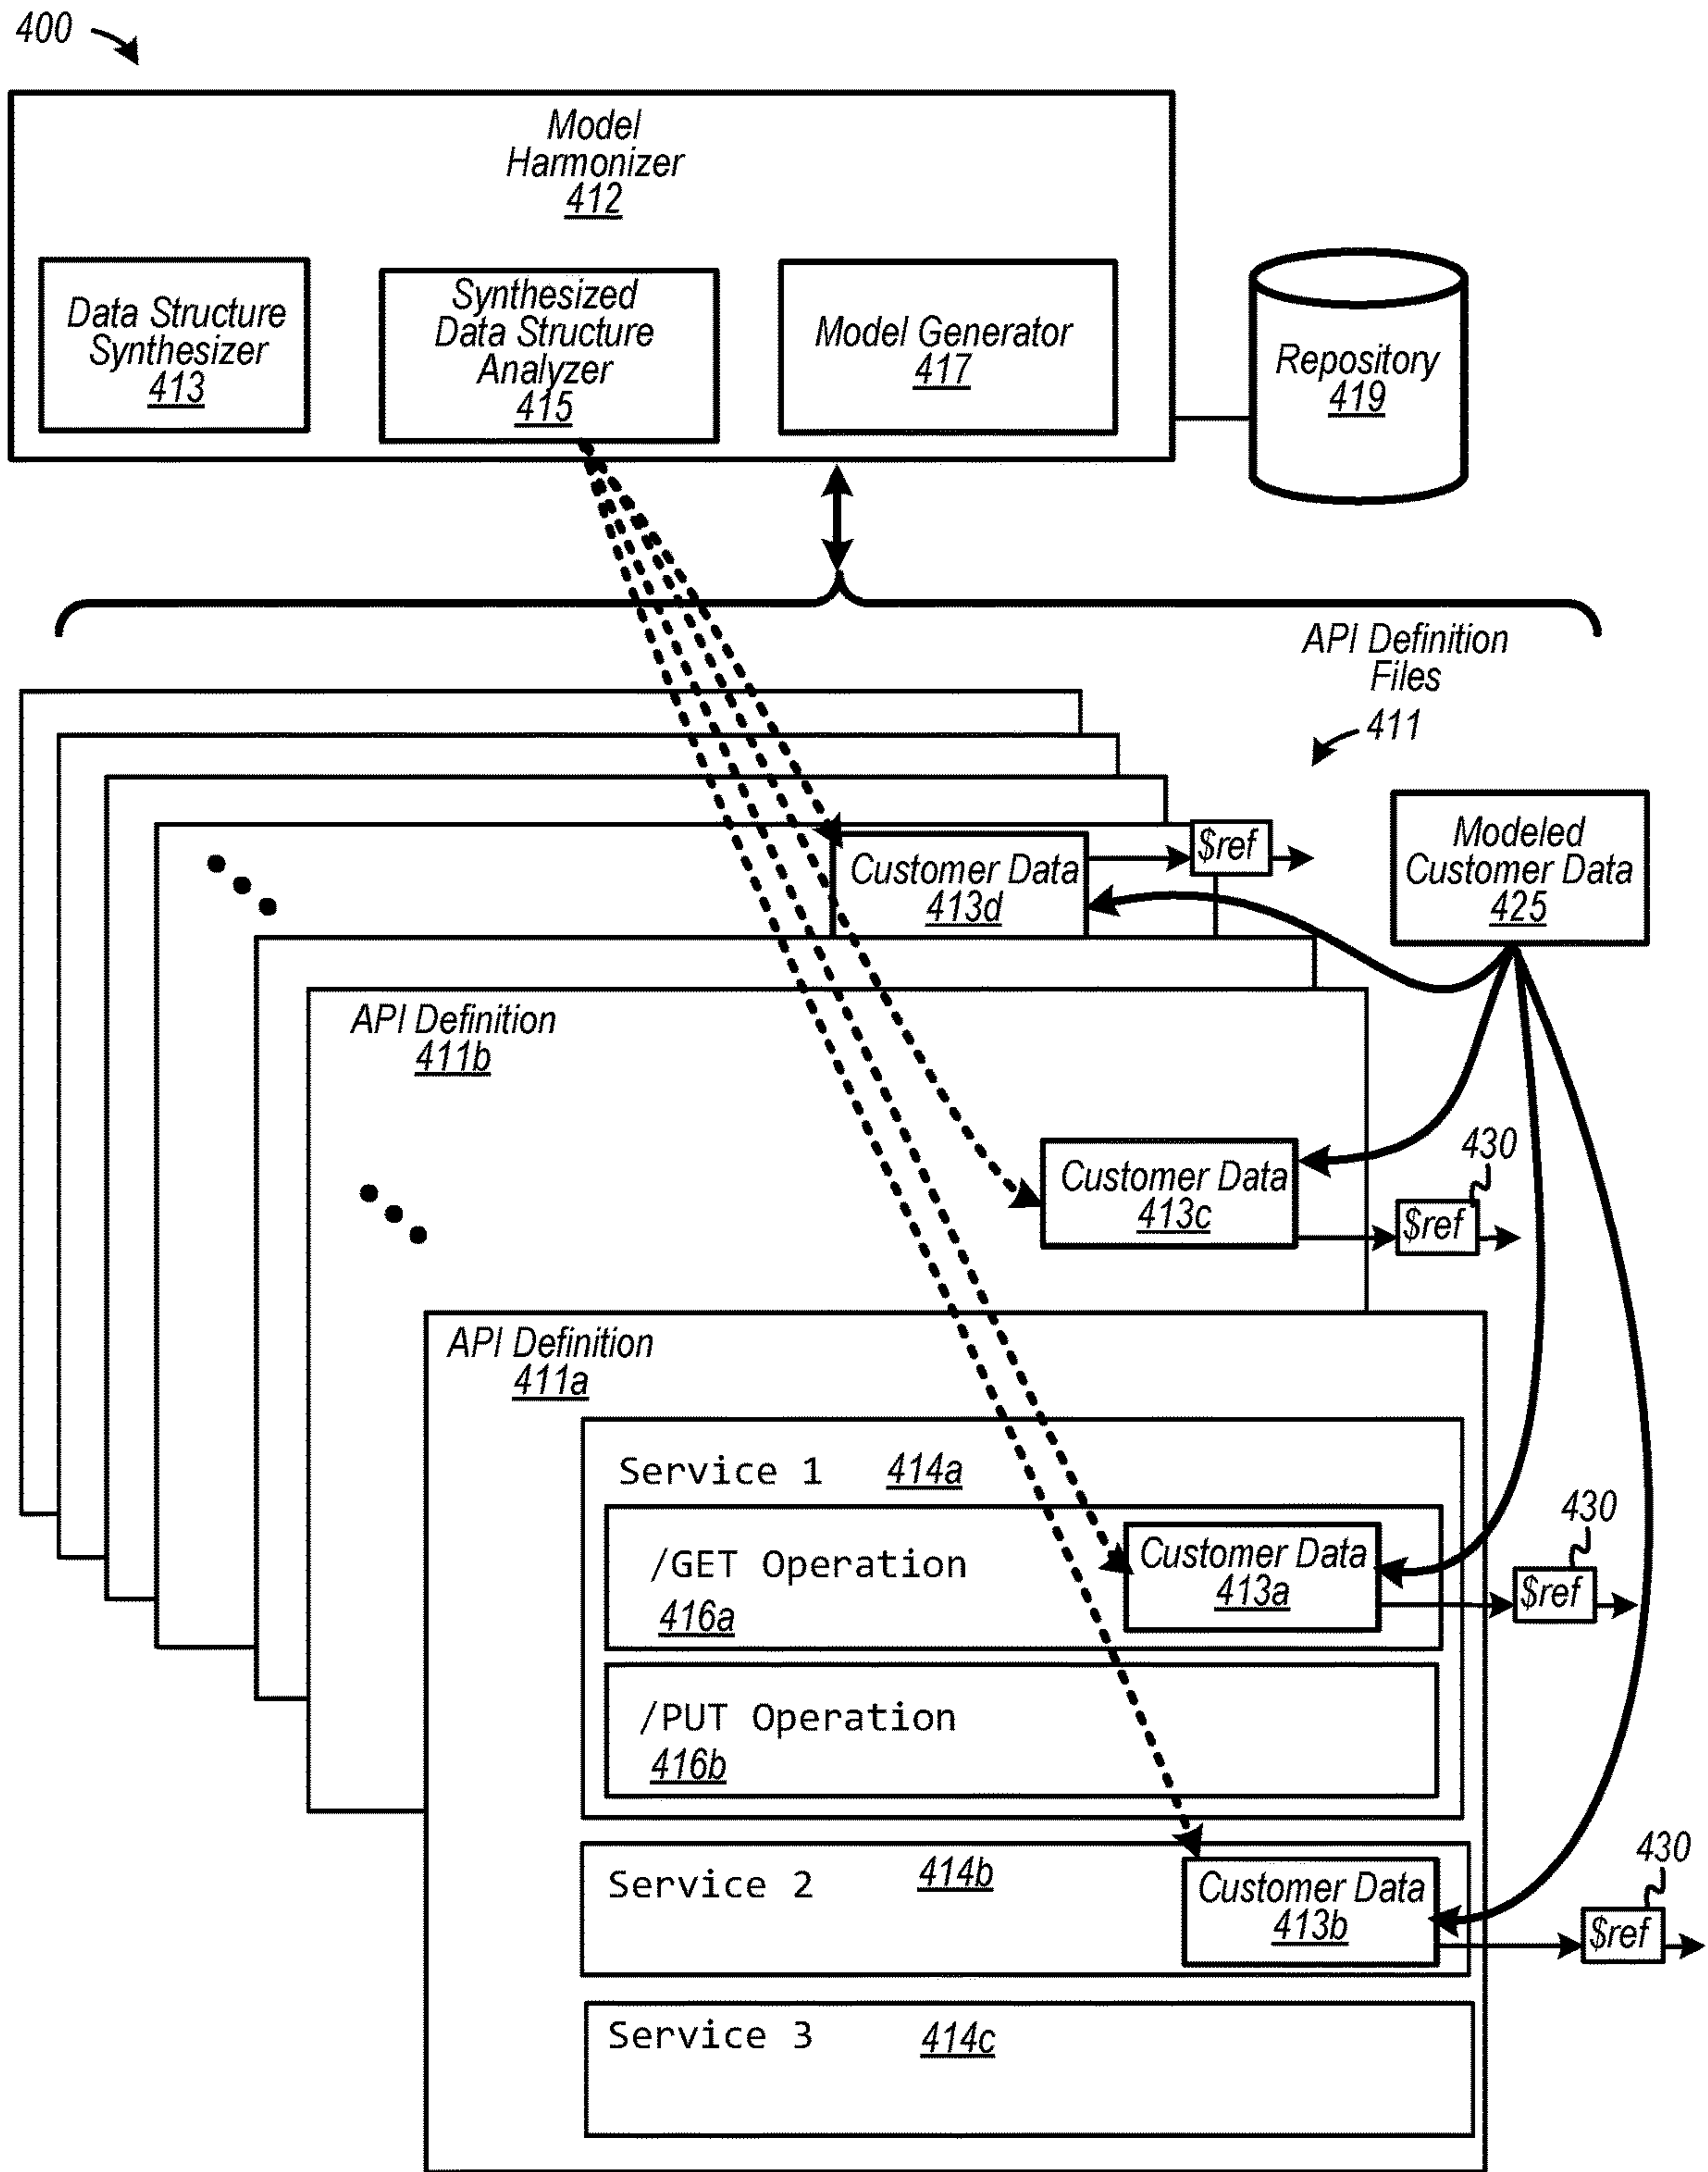 400
Model
Harmonizer
412
Data Structure
Synthesizer
413
Synthesized
Data Structure
Analyzer
415
Model Generator
417
Repository
419
API Definition
Files
411
Customer Data
413d
$ref
Modeled
Customer Data
425
API Definition
411b
Customer Data
413c
430
$ref
API Definition
411a
Service 1 414a
/GET Operation
416a
Customer Data
413a
430
$ref
/PUT Operation
416b
Service 2 414b
Customer Data
413b
430
$ref
Service 3 414c